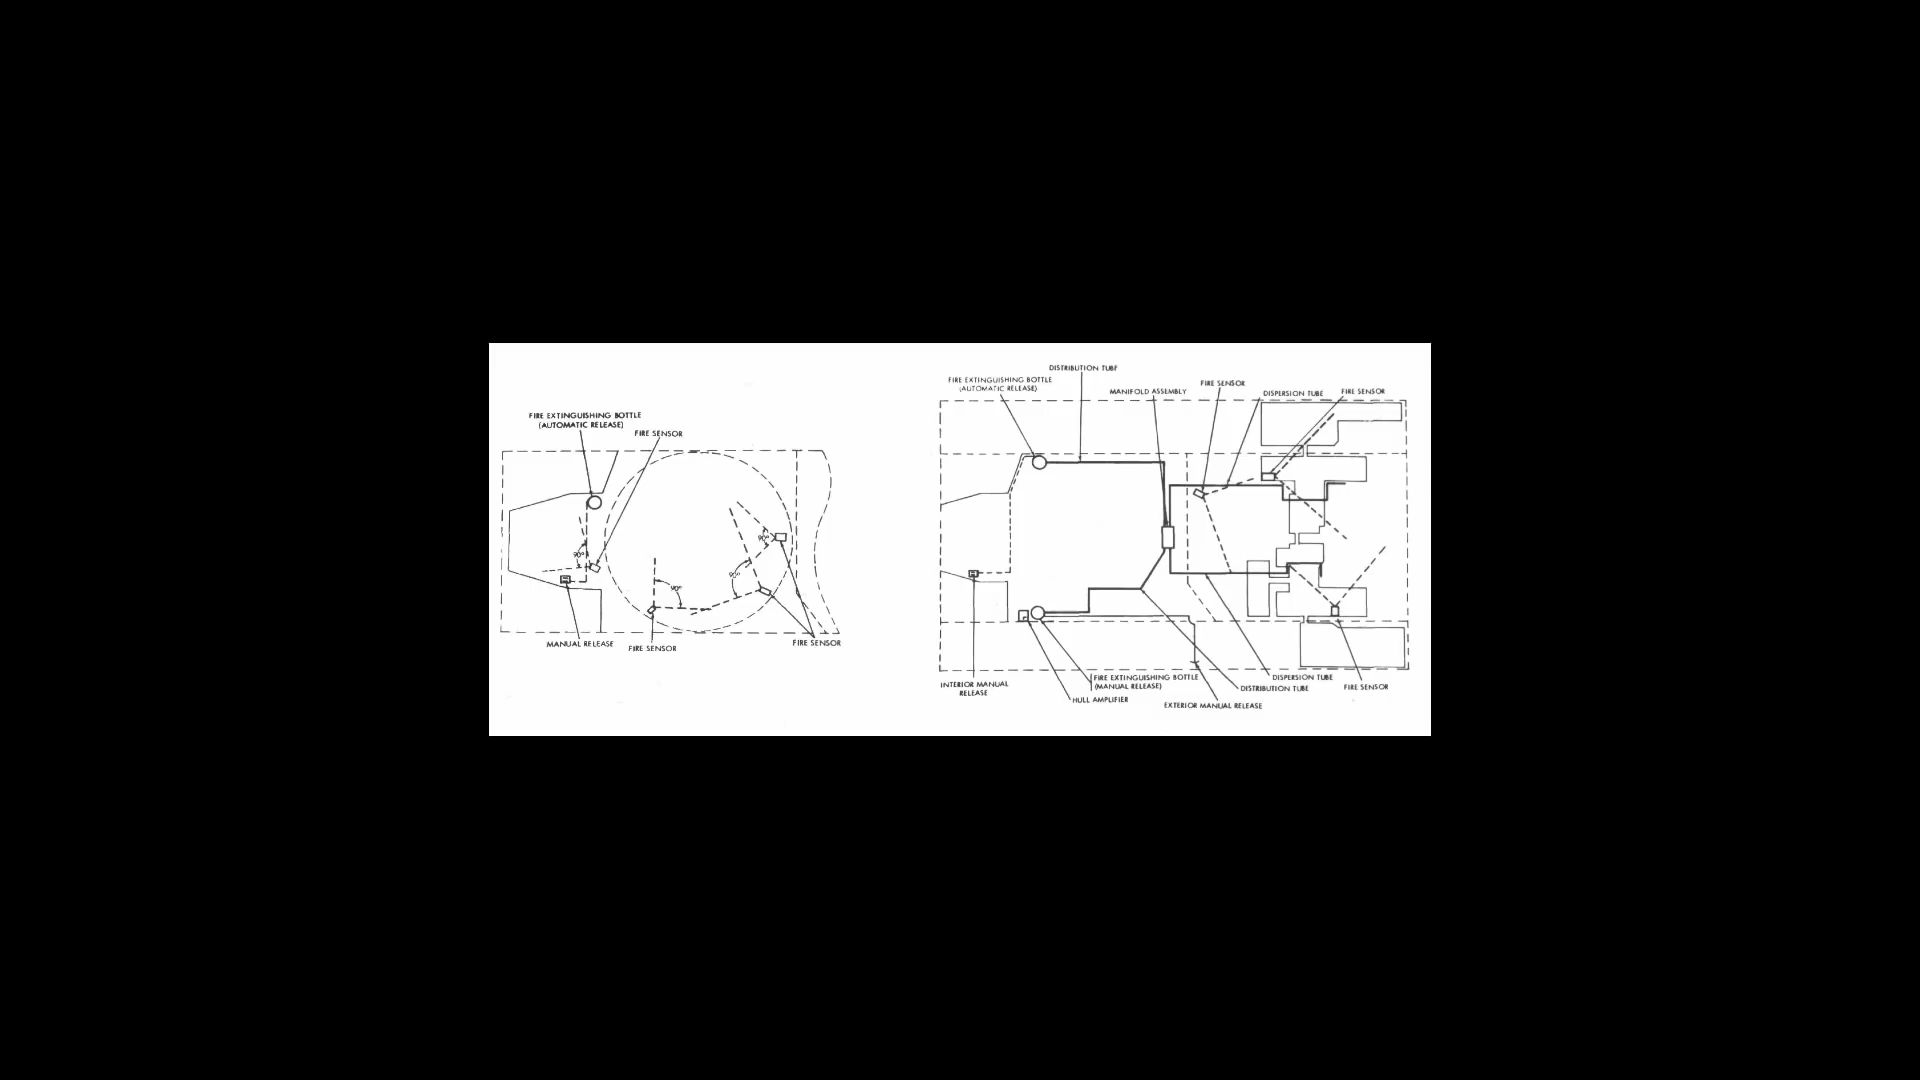 FIRE EXTINGUISHING BOTTLE
(AUTOMATIC RELEASE)
FIRE SENSOR
90°
90°
90°
90°
MANUAL RELEASE
FIRE SENSOR
FIRE SENSOR
DISTRIBUTION TUBE
FIRE EXTINGUISHING BOTTLE
(AUTOMATIC RELEASE)
MANIFOLD ASSEMBLY
FIRE SENSOR
DISPERSION TUBE
FIRE SENSOR
INTERIOR MANUAL
RELEASE
FIRE EXTINGUISHING BOTTLE
(MANUAL RELEASE)
HULL AMPLIFIER
EXTERIOR MANUAL RELEASE
DISTRIBUTION TUBE
DISPERSION TUBE
FIRE SENSOR